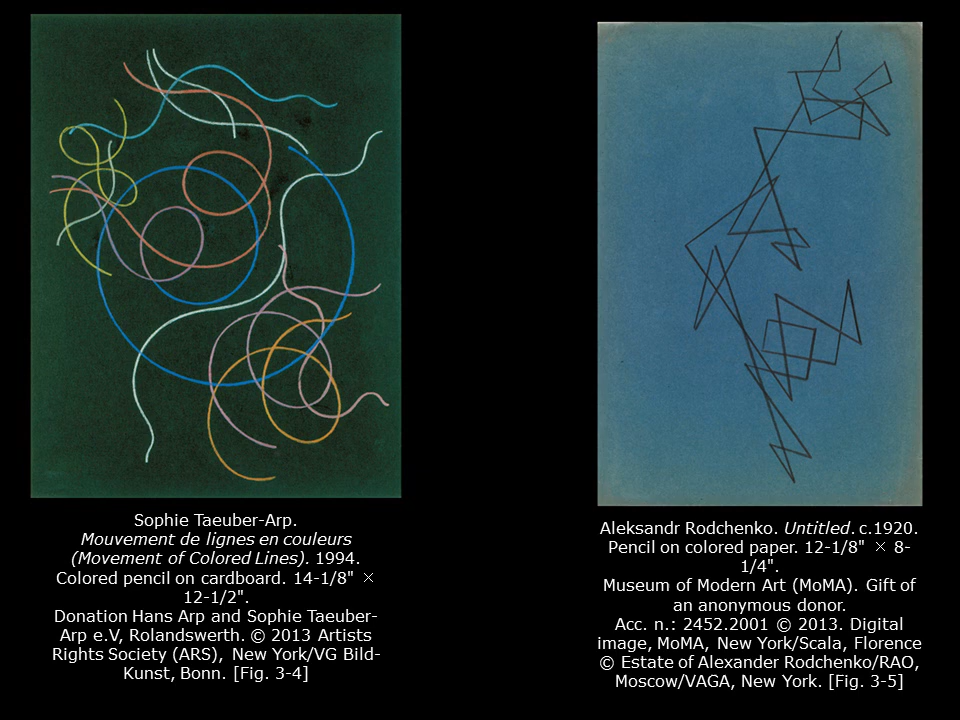 Sophie Taeuber-Arp.
Mouvement de lignes en couleurs
(Movement of Colored Lines). 1994.
Colored pencil on cardboard. 14-1/8" ×
12-1/2".
Donation Hans Arp and Sophie Taeuber-
Arp e.V, Rolandswerth. © 2013 Artists
Rights Society (ARS), New York/VG Bild-
Kunst, Bonn. [Fig. 3-4]
Aleksandr Rodchenko. Untitled. c.1920.
Pencil on colored paper. 12-1/8" × 8-
1/4".
Museum of Modern Art (MoMA). Gift of
an anonymous donor.
Acc. n.: 2452.2001 © 2013. Digital
image, MoMA, New York/Scala, Florence
© Estate of Alexander Rodchenko/RAO,
Moscow/VAGA, New York. [Fig. 3-5]